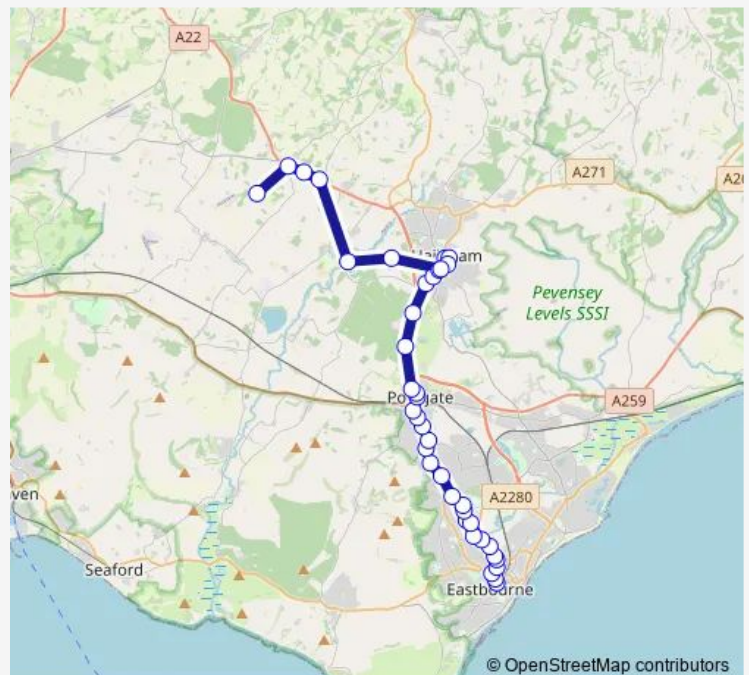 A22
A271
A2
Hailsham
Pevensey
Levels SSSI
Polegate
A259
ven
A2280
Seaford
Eastbourne
© OpenStreetMap contributors